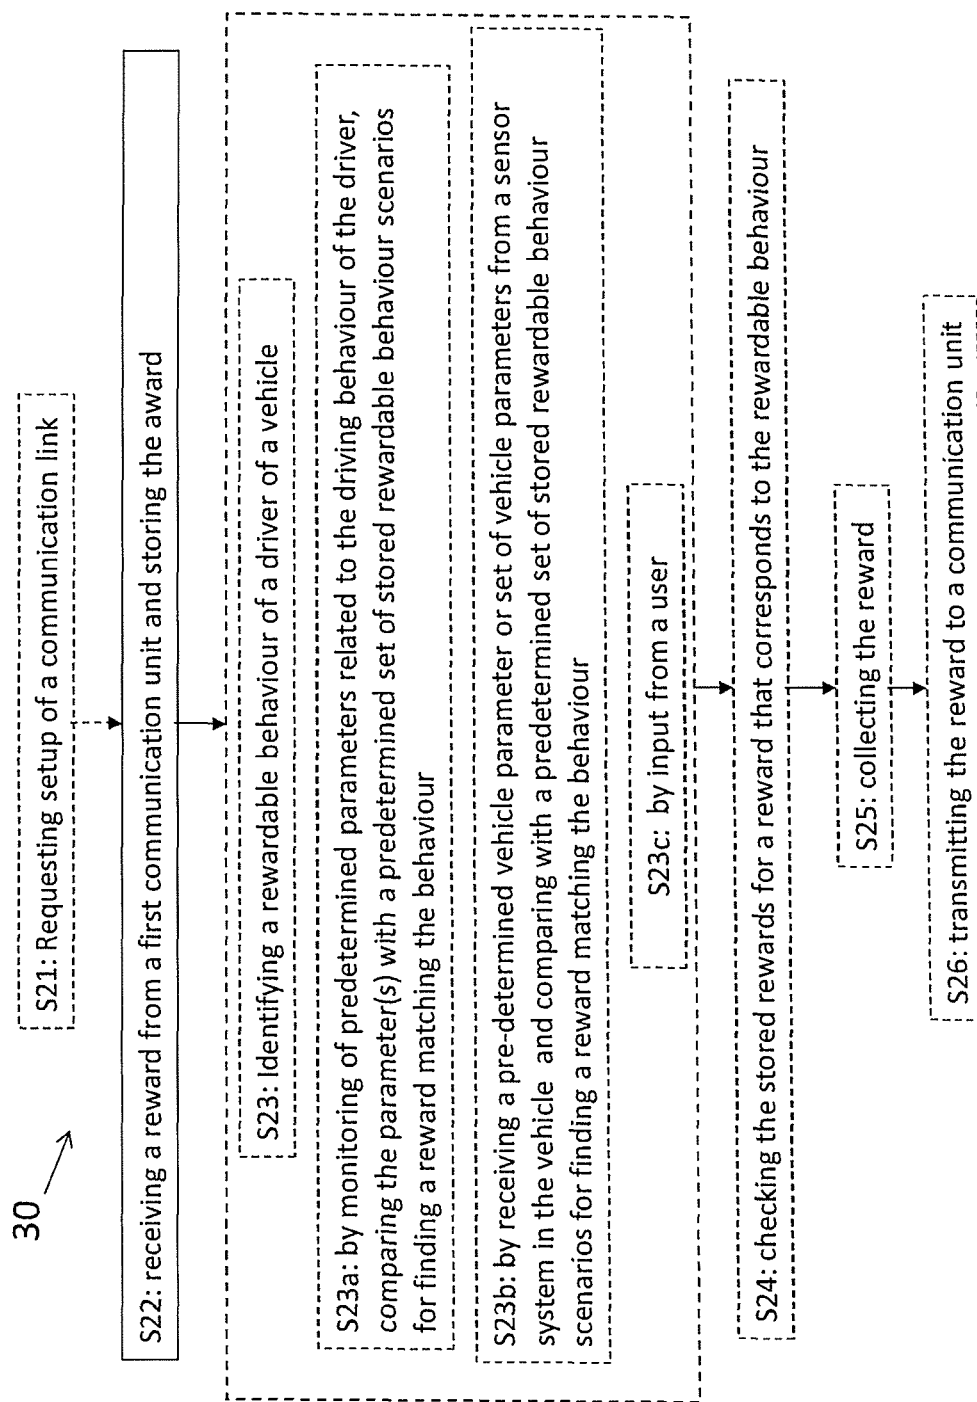 30
S21: Requesting setup of a communication link
S22: receiving a reward from a first communication unit and storing the award
S23: Identifying a rewardable behaviour of a driver of a vehicle
S23a: by monitoring of predetermined parameters related to the driving behaviour of the driver,
comparing the parameter(s) with a predetermined set of stored rewardable behaviour scenarios
for finding a reward matching the behaviour
S23b: by receiving a pre-determined vehicle parameter or set of vehicle parameters from a sensor
system in the vehicle and comparing with a predetermined set of stored rewardable behaviour
scenarios for finding a reward matching the behaviour
S23c: by input from a user
S24: checking the stored rewards for a reward that corresponds to the rewardable behaviour
S25: collecting the reward
S26: transmitting the reward to a communication unit